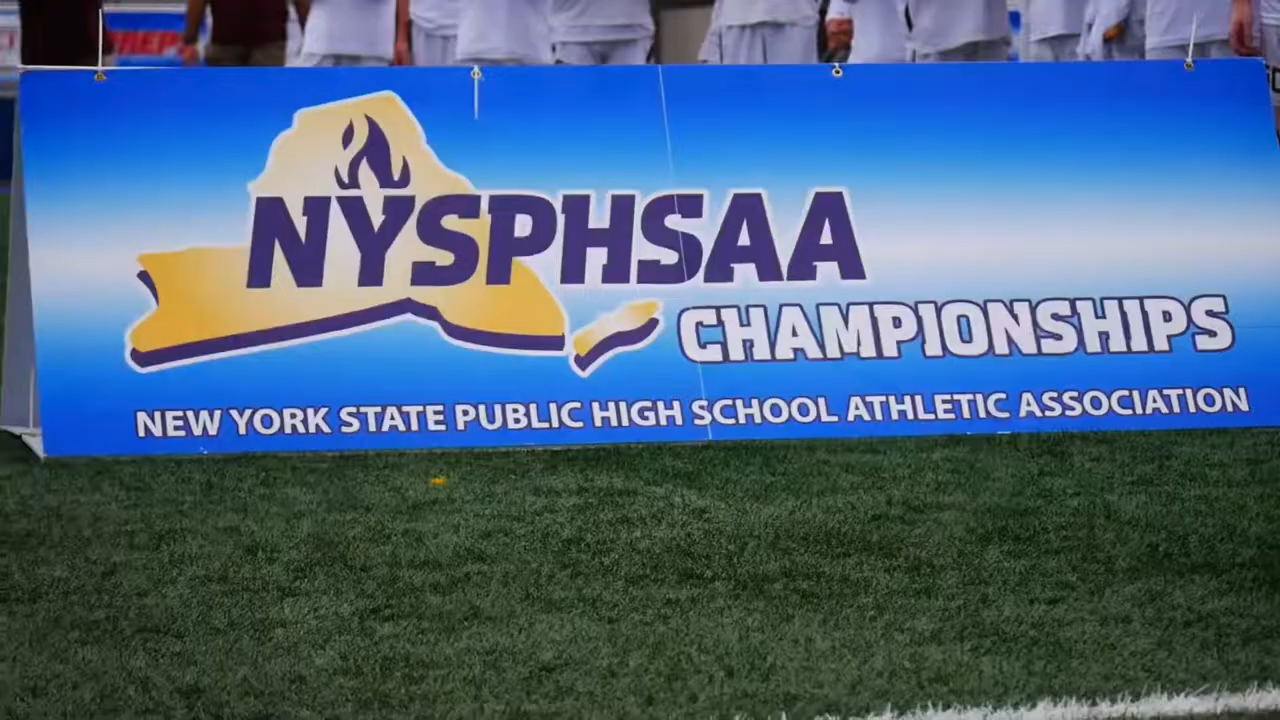 NYSPHSAA
CHAMPIONSHIPS
NEW YORK STATE PUBLIC HIGH SCHOOL ATHLETIC ASSOCIATION